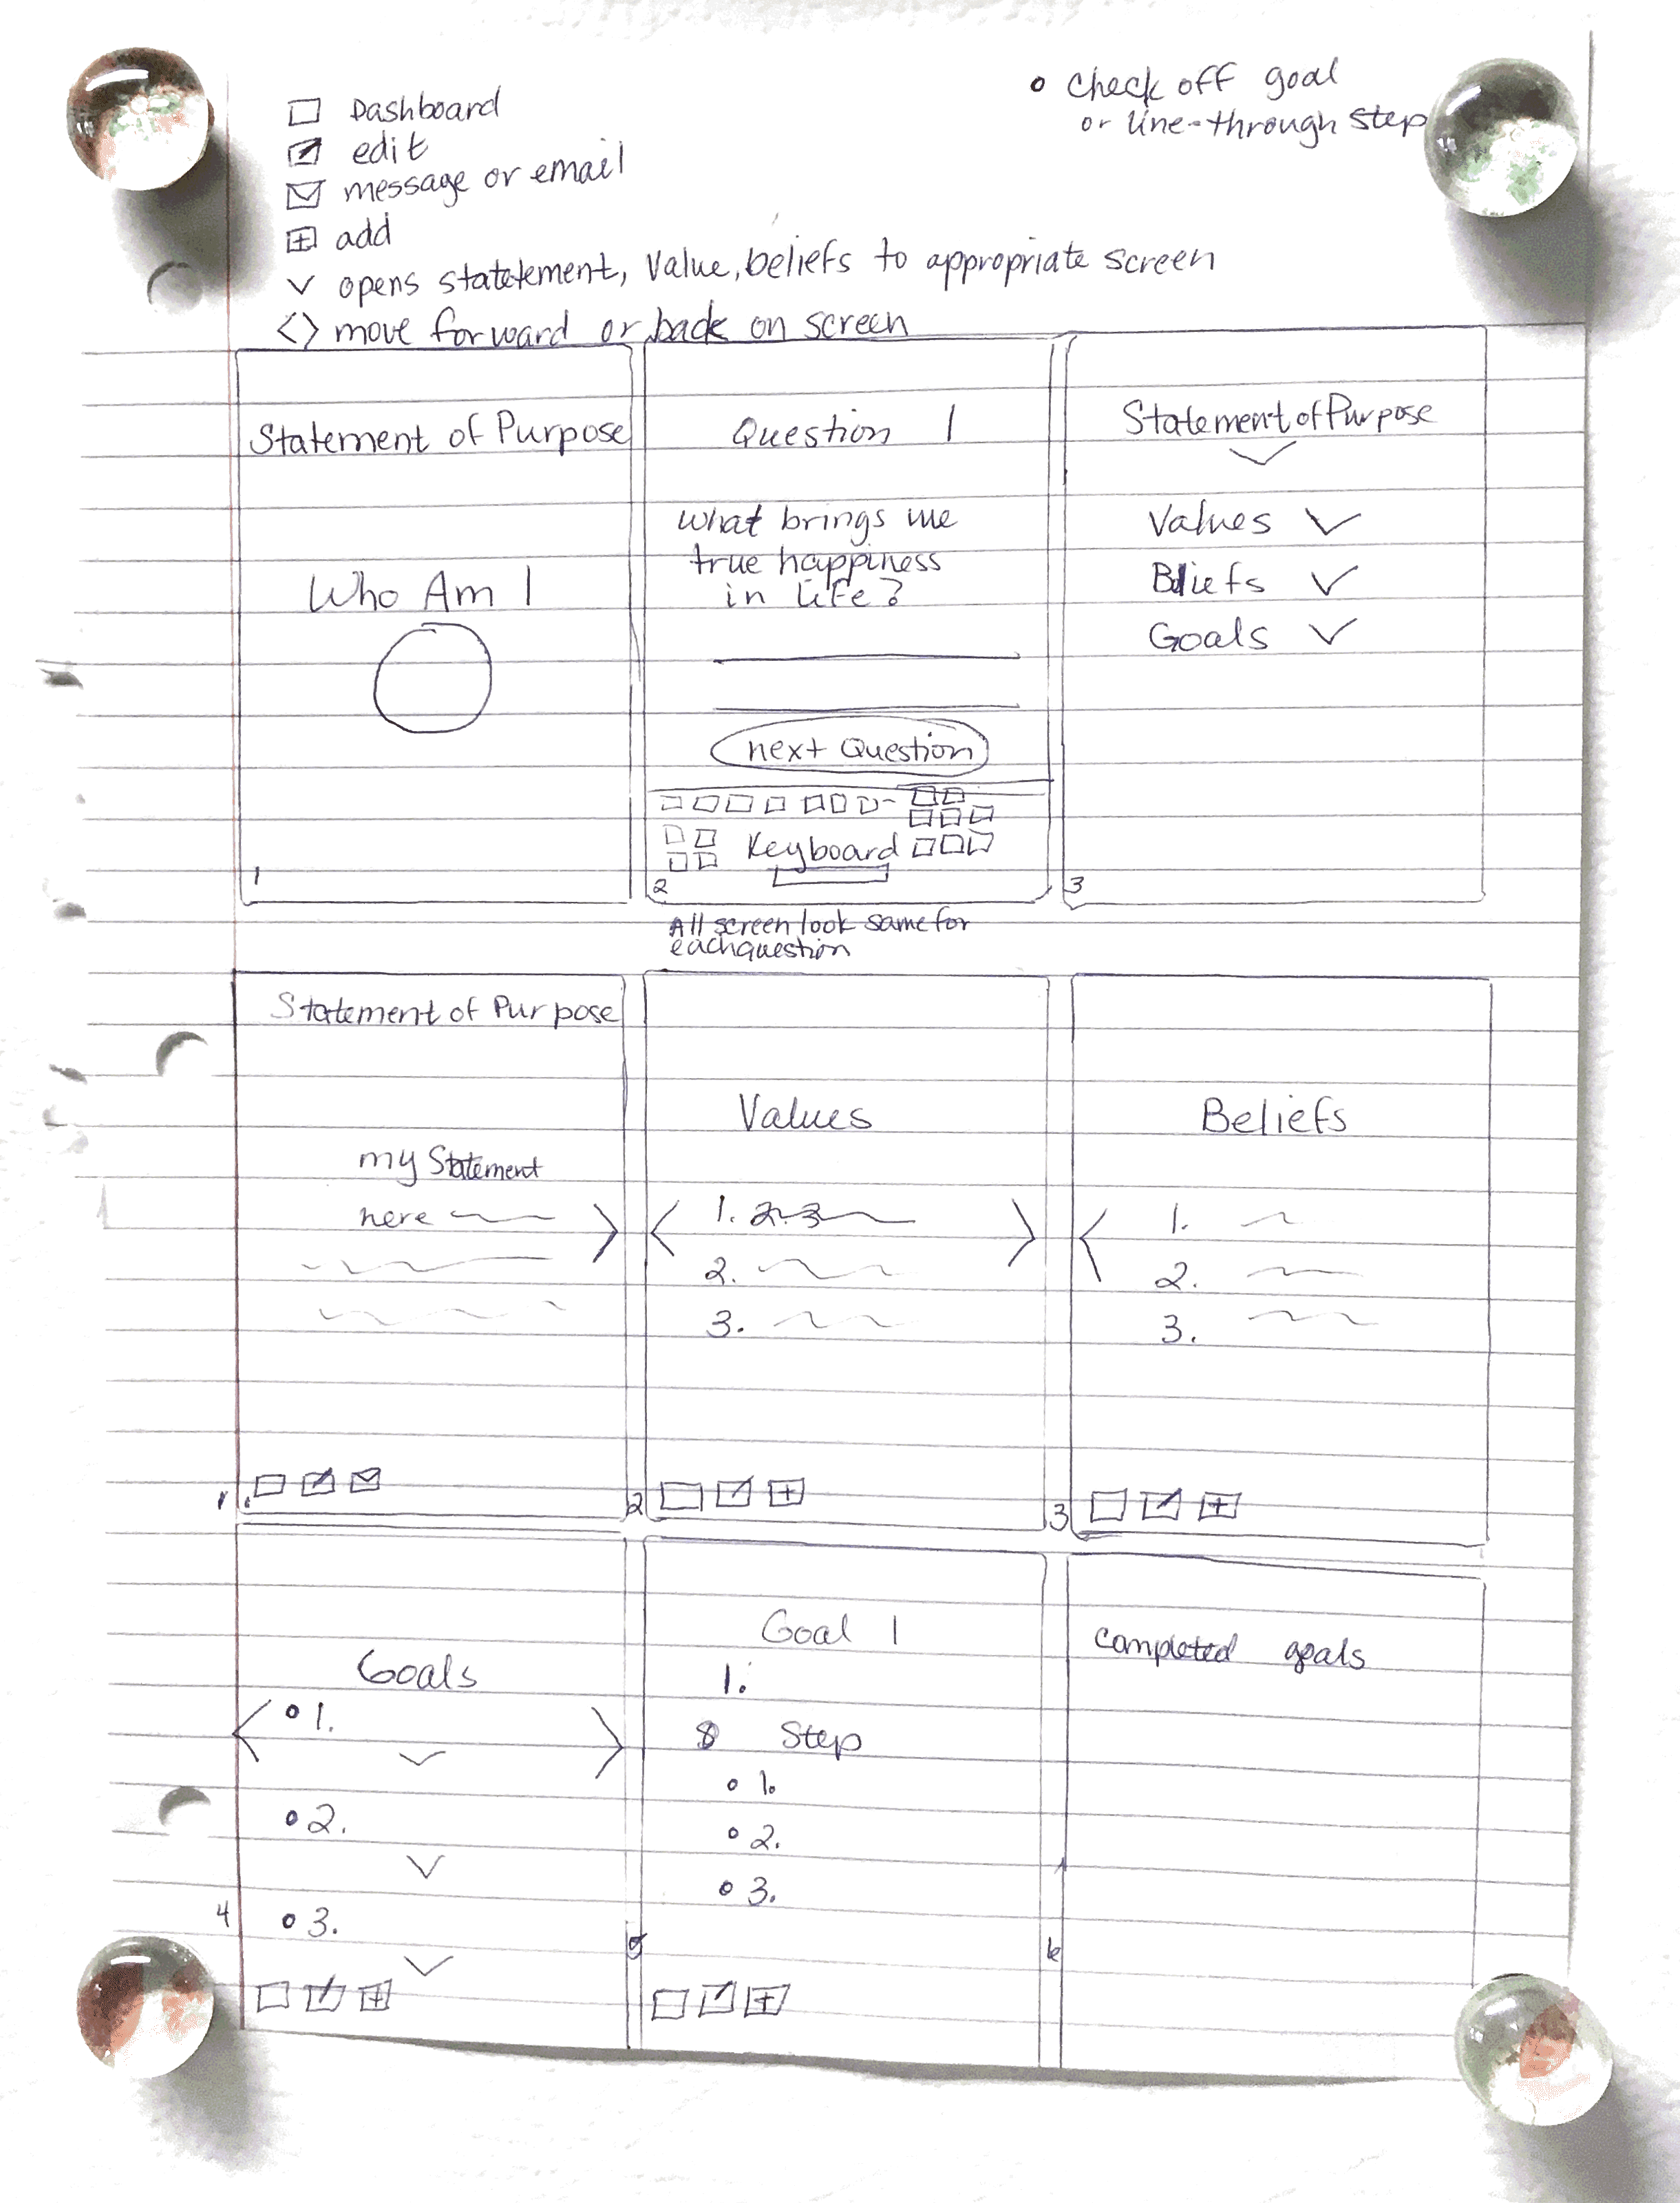 Dashboard
edit
message or email
add
opens statetement, Value, beliefs to appropriate screen
<> move forward or back on screen
• check off goal
or line-through step
Statement of Purpose
Who Am I
1
Question 1
What brings me
true happiness
in life?
next Question
Keyboard
2
All screen look same for
each question
Statement of Purpose
Values
Beliefs
Goals
3
Statement of Purpose
my Statement
here
1
Values
1. 2. 3
2.
3.
2
Beliefs
1.
2.
3.
3
Goals
• 1.
• 2.
• 3.
4
Goal 1
1.
Step
• 1.
• 2.
• 3.
5
completed goals
6